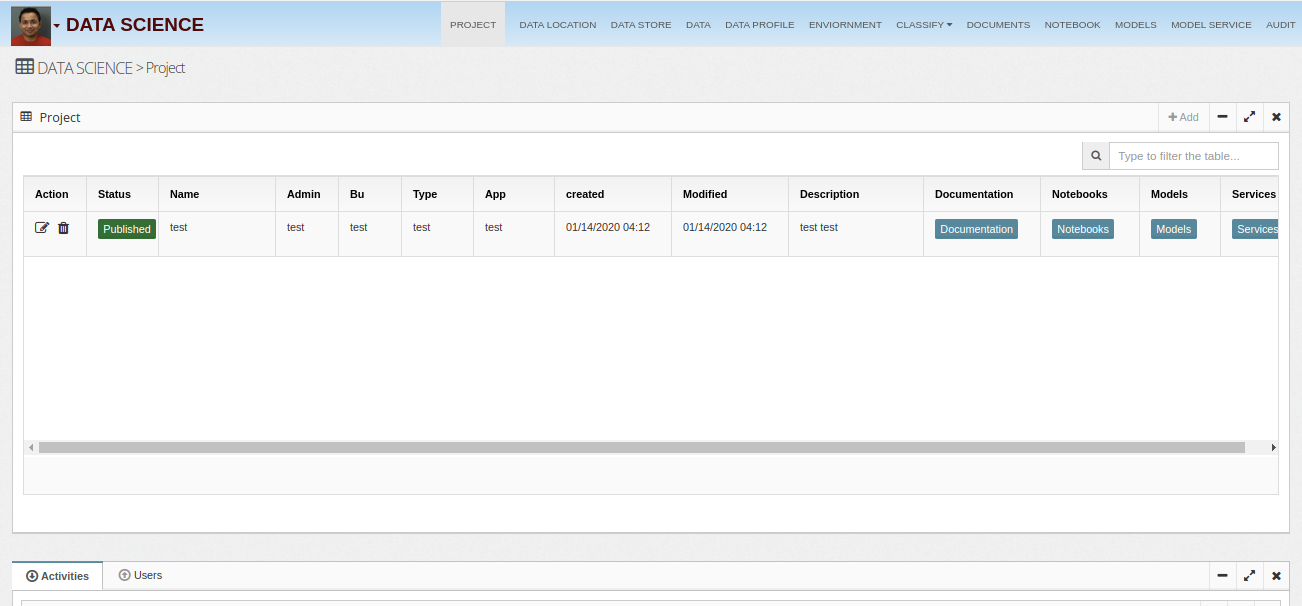 DATA SCIENCE PROJECT DATA LOCATION DATA STORE DATA DATA PROFILE ENVIORNMENT CLASSIFY DOCUMENTS NOTEBOOK MODELS MODEL SERVICE AUDIT
DATA SCIENCE > Project
Project Add
Type to filter the table...
Action Status Name Admin Bu Type App created Modified Description Documentation Notebooks Models Services
Published test test test test test 01/14/2020 04:12 01/14/2020 04:12 test test Documentation Notebooks Models Services
Activities Users